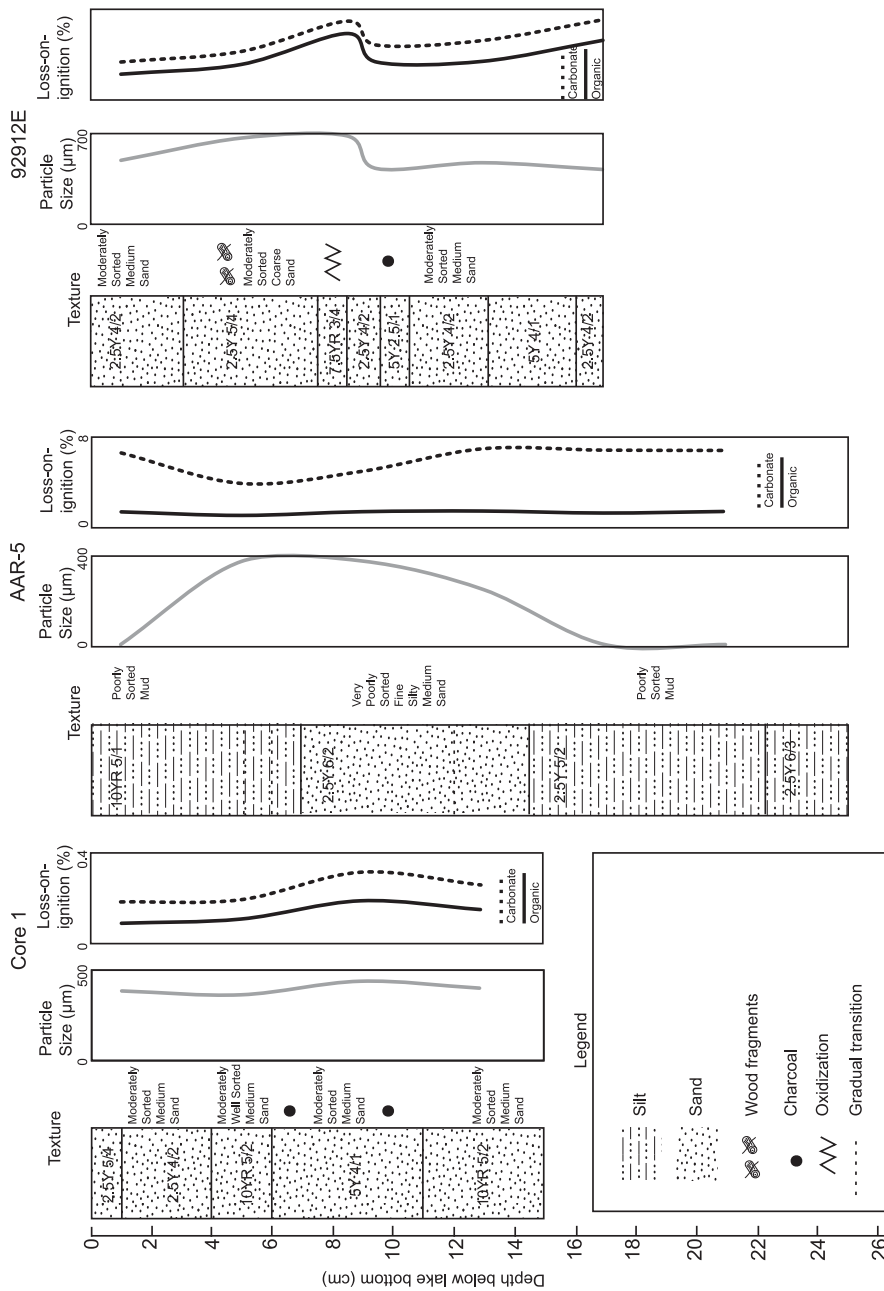 Core 1
AAR-5
92912E
Texture
Particle
Size (µm)
Loss-on-
ignition (%)
Texture
Particle
Size (µm)
Loss-on-
ignition (%)
Texture
Particle
Size (µm)
Loss-on-
ignition (%)
0
500
0
0.4
0
400
0
8
0
700
Depth below lake bottom (cm)
0
2
4
6
8
10
12
14
16
18
20
22
24
26
2.5Y 5/4
2.5Y 4/2
10YR 5/2
5Y 4/1
10YR 5/2
Moderately
Sorted
Medium
Sand
Moderately
Well Sorted
Medium
Sand
Moderately
Sorted
Medium
Sand
Moderately
Sorted
Medium
Sand
Carbonate
Organic
10YR 5/1
2.5Y 6/2
2.5Y 5/2
2.5Y 6/3
Poorly
Sorted
Mud
Very
Poorly
Sorted
Fine
Silty
Medium
Sand
Poorly
Sorted
Mud
Carbonate
Organic
2.5Y 4/2
2.5Y 5/4
7.5YR 3/4
2.5Y 4/2
5Y 2.5/1
2.5Y 4/2
5Y 4/1
2.5Y 4/2
Moderately
Sorted
Medium
Sand
Moderately
Sorted
Coarse
Sand
Moderately
Sorted
Medium
Sand
Carbonate
Organic
Legend
Silt
Sand
Wood fragments
Charcoal
Oxidization
Gradual transition